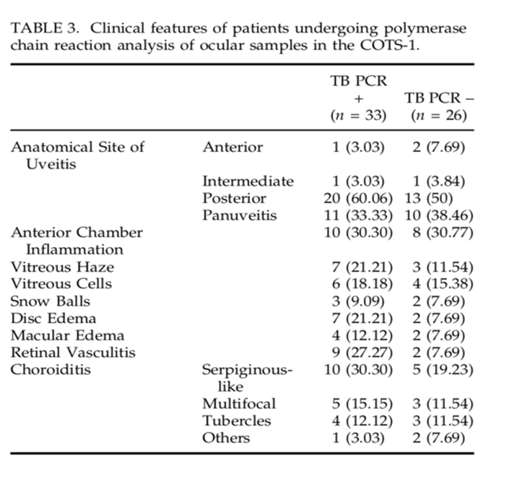 TABLE 3. Clinical features of patients undergoing polymerase
chain reaction analysis of ocular samples in the COTS-1.
TB PCR
+ TB PCR –
(n = 33) (n = 26)
Anatomical Site of Anterior 1 (3.03) 2 (7.69)
Uveitis
Intermediate 1 (3.03) 1 (3.84)
Posterior 20 (60.06) 13 (50)
Panuveitis 11 (33.33) 10 (38.46)
Anterior Chamber 10 (30.30) 8 (30.77)
Inflammation
Vitreous Haze 7 (21.21) 3 (11.54)
Vitreous Cells 6 (18.18) 4 (15.38)
Snow Balls 3 (9.09) 2 (7.69)
Disc Edema 7 (21.21) 2 (7.69)
Macular Edema 4 (12.12) 2 (7.69)
Retinal Vasculitis 9 (27.27) 2 (7.69)
Choroiditis Serpiginous- 10 (30.30) 5 (19.23)
like
Multifocal 5 (15.15) 3 (11.54)
Tubercles 4 (12.12) 3 (11.54)
Others 1 (3.03) 2 (7.69)